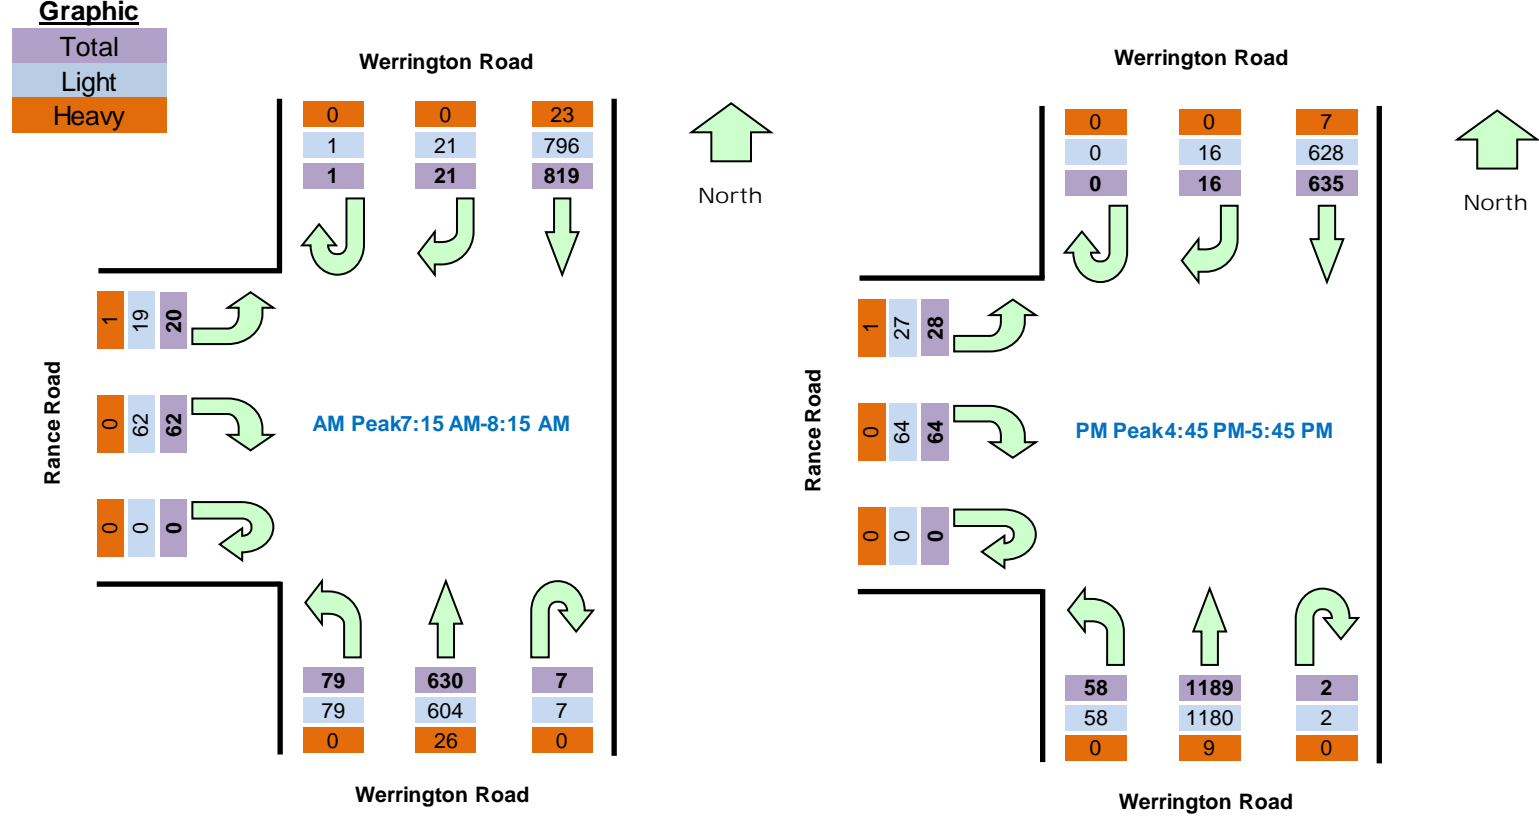 Graphic
Total
Light
Heavy
Werrington Road
0 0 23
1 21 796
1 21 819
North
1 19 20
Rance Road
0 62 62
AM Peak7:15 AM-8:15 AM
0 0 0
79 630 7
79 604 7
0 26 0
Werrington Road
Werrington Road
0 0 7
0 16 628
0 16 635
North
1 27 28
Rance Road
0 64 64
PM Peak4:45 PM-5:45 PM
0 0 0
58 1189 2
58 1180 2
0 9 0
Werrington Road